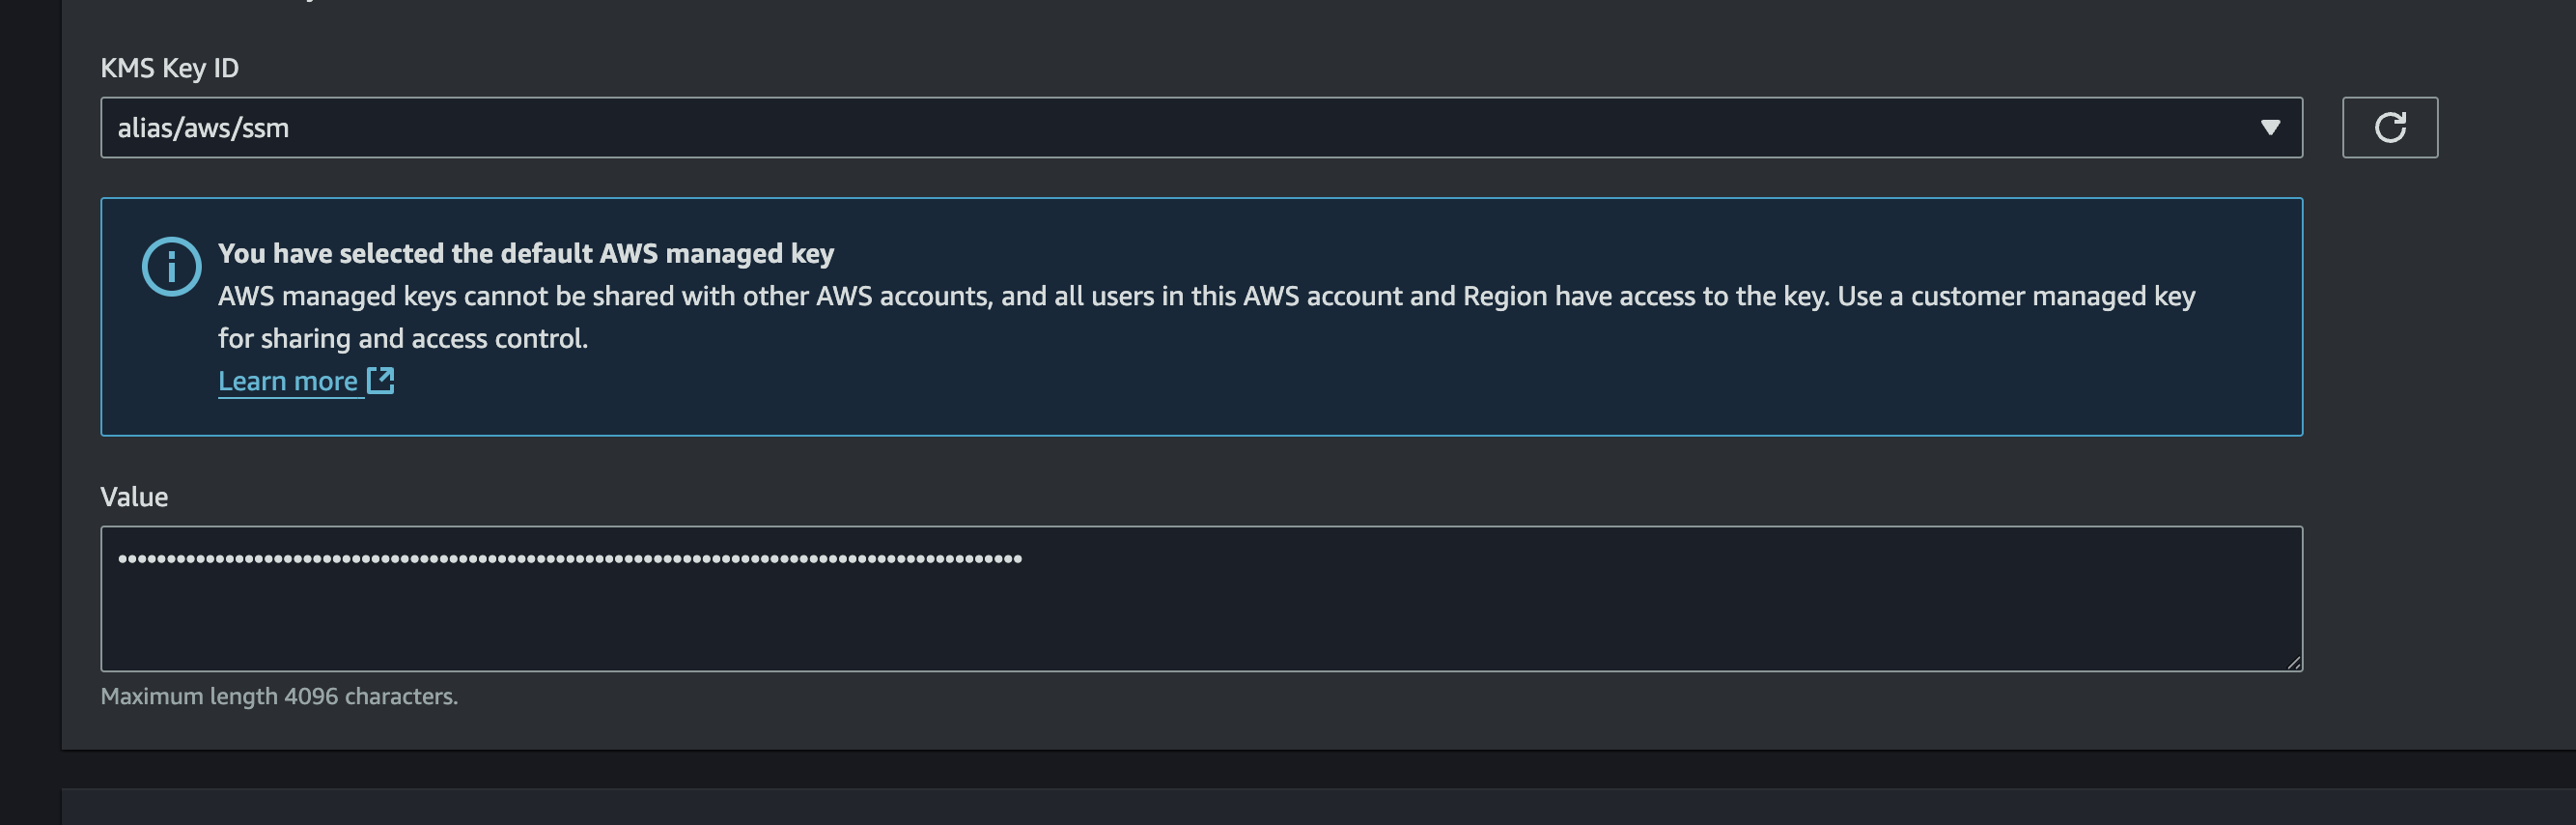 KMS Key ID
alias/aws/ssm
You have selected the default AWS managed key
AWS managed keys cannot be shared with other AWS accounts, and all users in this AWS account and Region have access to the key. Use a customer managed key
for sharing and access control.
Learn more
Value
Maximum length 4096 characters.